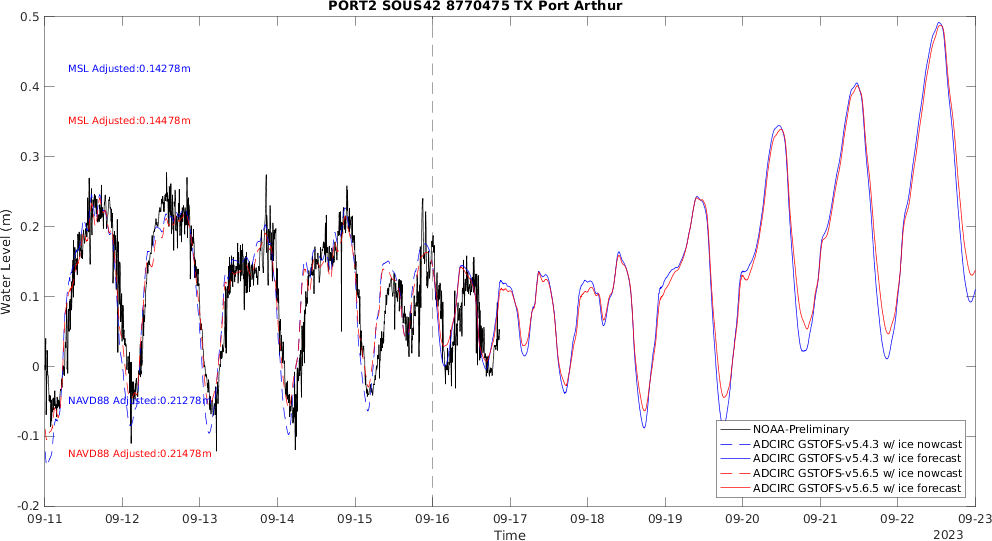 PORT2 SOUS42 8770475 TX Port Arthur
0.5
MSL Adjusted:0.14278m
0.4
MSL Adjusted:0.14478m
0.3
0.2
Water Level (m)
0.1
0
NAVD88 Adjusted:0.21278m
-0.1
NAVD88 Adjusted:0.21478m
-0.2
NOAA-Preliminary
ADCIRC GSTOFS-v5.4.3 w/ ice nowcast
ADCIRC GSTOFS-v5.4.3 w/ ice forecast
ADCIRC GSTOFS-v5.6.5 w/ ice nowcast
ADCIRC GSTOFS-v5.6.5 w/ ice forecast
09-11 09-12 09-13 09-14 09-15 09-16 09-17 09-18 09-19 09-20 09-21 09-22 09-23
Time
2023